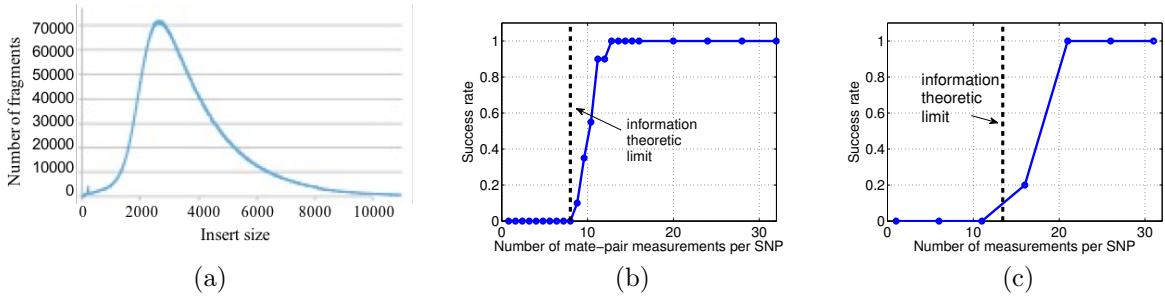 70000
60000
50000
40000
30000
20000
10000
0
Number of fragments
0 2000 4000 6000 8000 10000
Insert size
(a)
1
0.8
0.6
0.4
0.2
0
Success rate
information
theoretic
limit
0 10 20 30
Number of mate-pair measurements per SNP
(b)
1
0.8
0.6
0.4
0.2
0
Success rate
information
theoretic
limit
0 10 20 30
Number of measurements per SNP
(c)